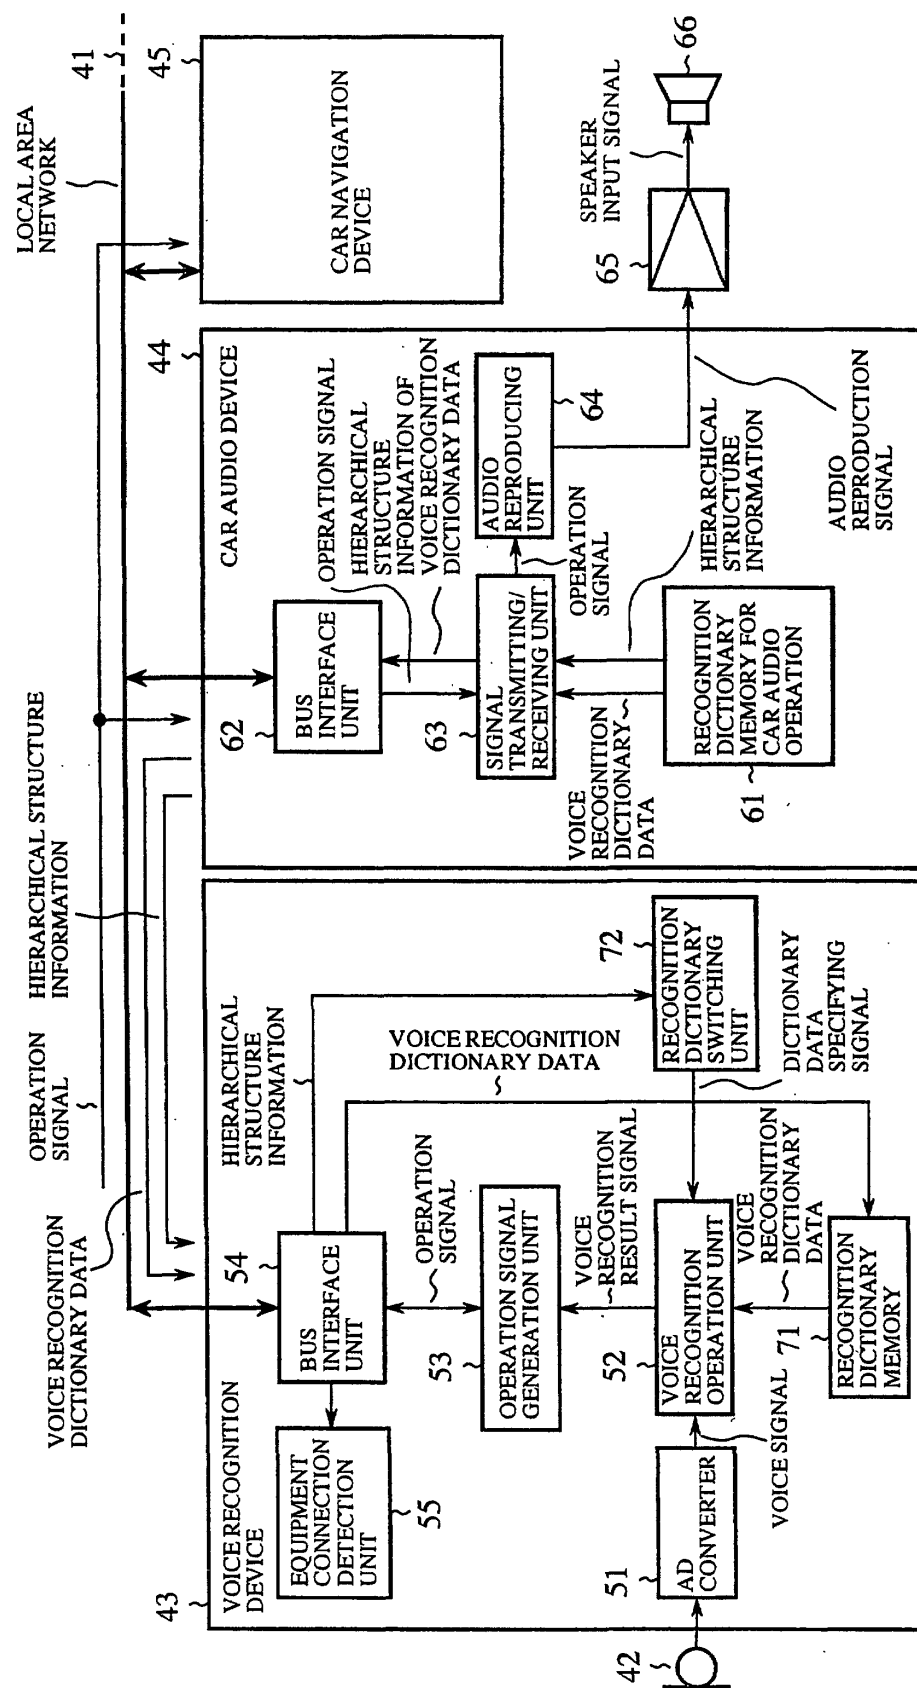 LOCAL AREA
NETWORK
41
OPERATION
SIGNAL
HIERARCHICAL STRUCTURE
INFORMATION
VOICE RECOGNITION
DICTIONARY DATA
43
VOICE RECOGNITION
DEVICE
EQUIPMENT
CONNECTION
DETECTION
UNIT
55
54
BUS
INTERFACE
UNIT
HIERARCHICAL
STRUCTURE
INFORMATION
VOICE RECOGNITION
DICTIONARY DATA
OPERATION
SIGNAL
53
OPERATION SIGNAL
GENERATION UNIT
VOICE
RECOGNITION
RESULT SIGNAL
72
RECOGNITION
DICTIONARY
SWITCHING
UNIT
DICTIONARY
DATA
SPECIFYING
SIGNAL
42
51
AD
CONVERTER
VOICE SIGNAL
52
VOICE
RECOGNITION
OPERATION UNIT
VOICE
RECOGNITION
DICTIONARY
DATA
71
RECOGNITION
DICTIONARY
MEMORY
44
CAR AUDIO DEVICE
62
BUS
INTERFACE
UNIT
OPERATION SIGNAL
HIERARCHICAL
STRUCTURE
INFORMATION OF
VOICE RECOGNITION
DICTIONARY DATA
63
SIGNAL
TRANSMITTING/
RECEIVING UNIT
OPERATION
SIGNAL
AUDIO
REPRODUCING
UNIT
64
VOICE
RECOGNITION
DICTIONARY
DATA
HIERARCHICAL
STRUCTURE
INFORMATION
61
RECOGNITION
DICTIONARY
MEMORY FOR
CAR AUDIO
OPERATION
AUDIO
REPRODUCTION
SIGNAL
45
CAR NAVIGATION
DEVICE
65
SPEAKER
INPUT SIGNAL
66